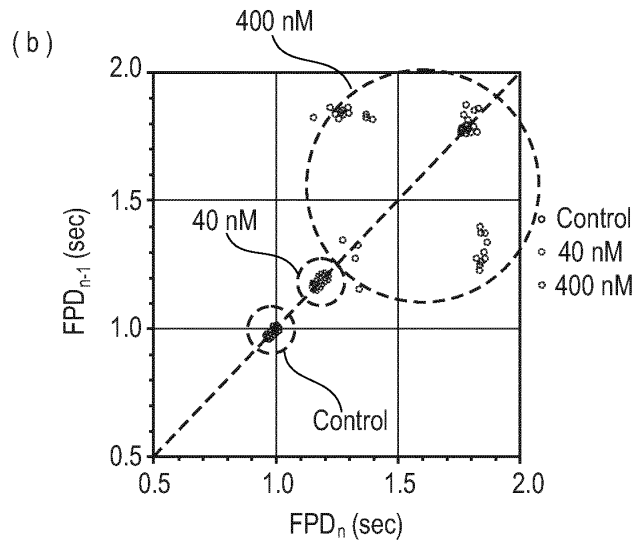 (b)
400 nM
2.0
1.5
1.0
0.5
FPDn-1 (sec)
40 nM
Control
Control
40 nM
400 nM
0.5
1.0
1.5
2.0
FPDn (sec)